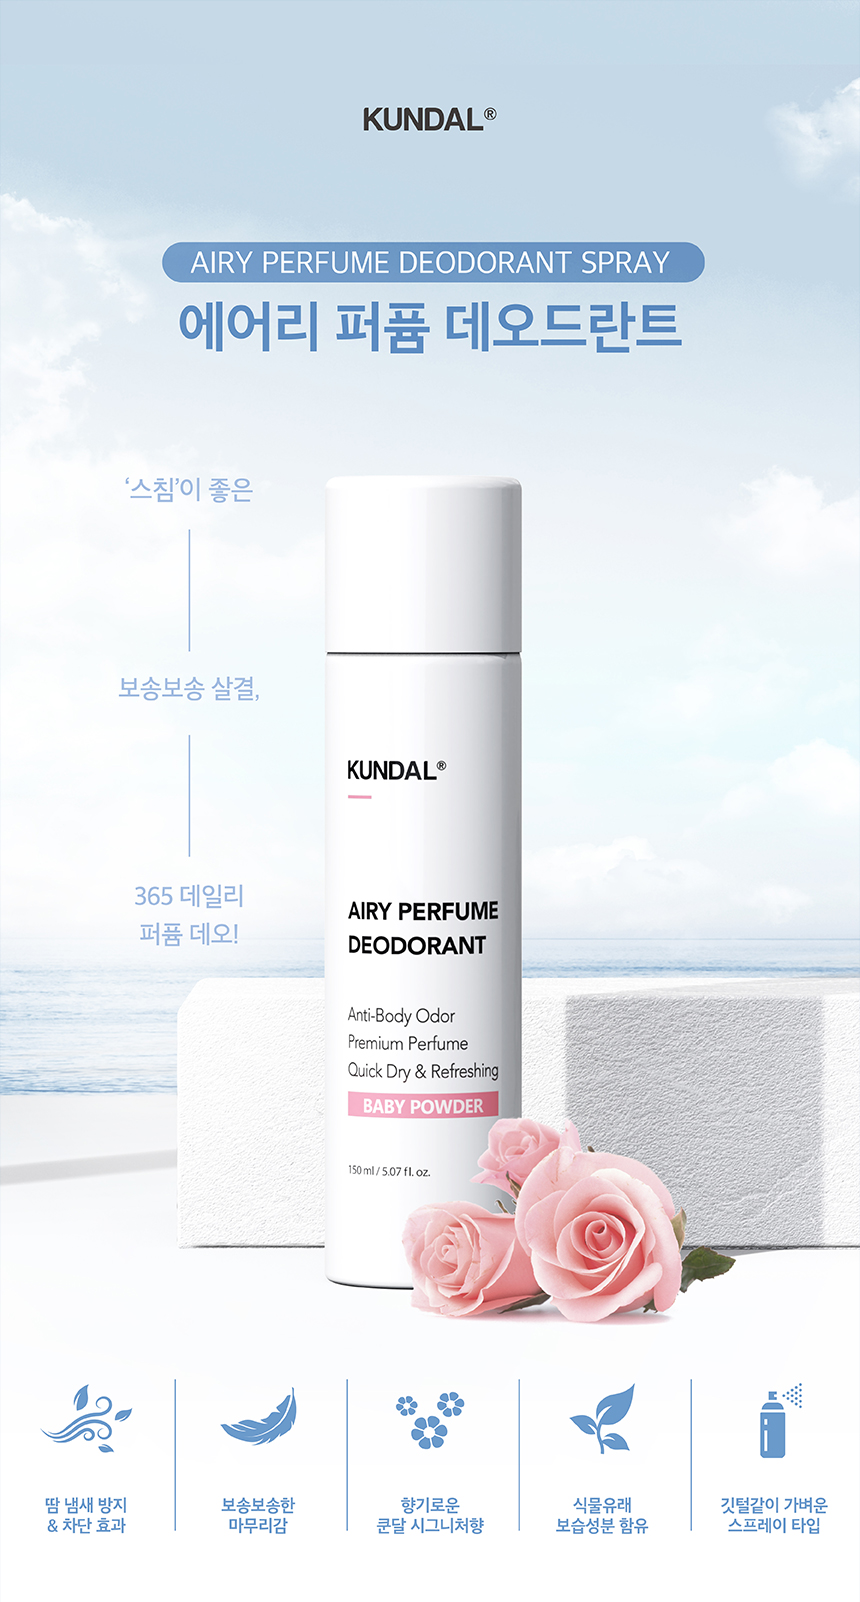 KUNDAL®
AIRY PERFUME DEODORANT SPRAY
에어리 퍼퓸 데오드란트
‘스침’이 좋은
보송보송 살결,
365 데일리
퍼퓸 데오!
KUNDAL®
AIRY PERFUME
DEODORANT
Anti-Body Odor
Premium Perfume
Quick Dry & Refreshing
BABY POWDER
150 ml / 5.07 fl. oz.
땀 냄새 방지
& 차단 효과
보송보송한
마무리감
향기로운
쿤달 시그니처향
식물유래
보습성분 함유
깃털같이 가벼운
스프레이 타입